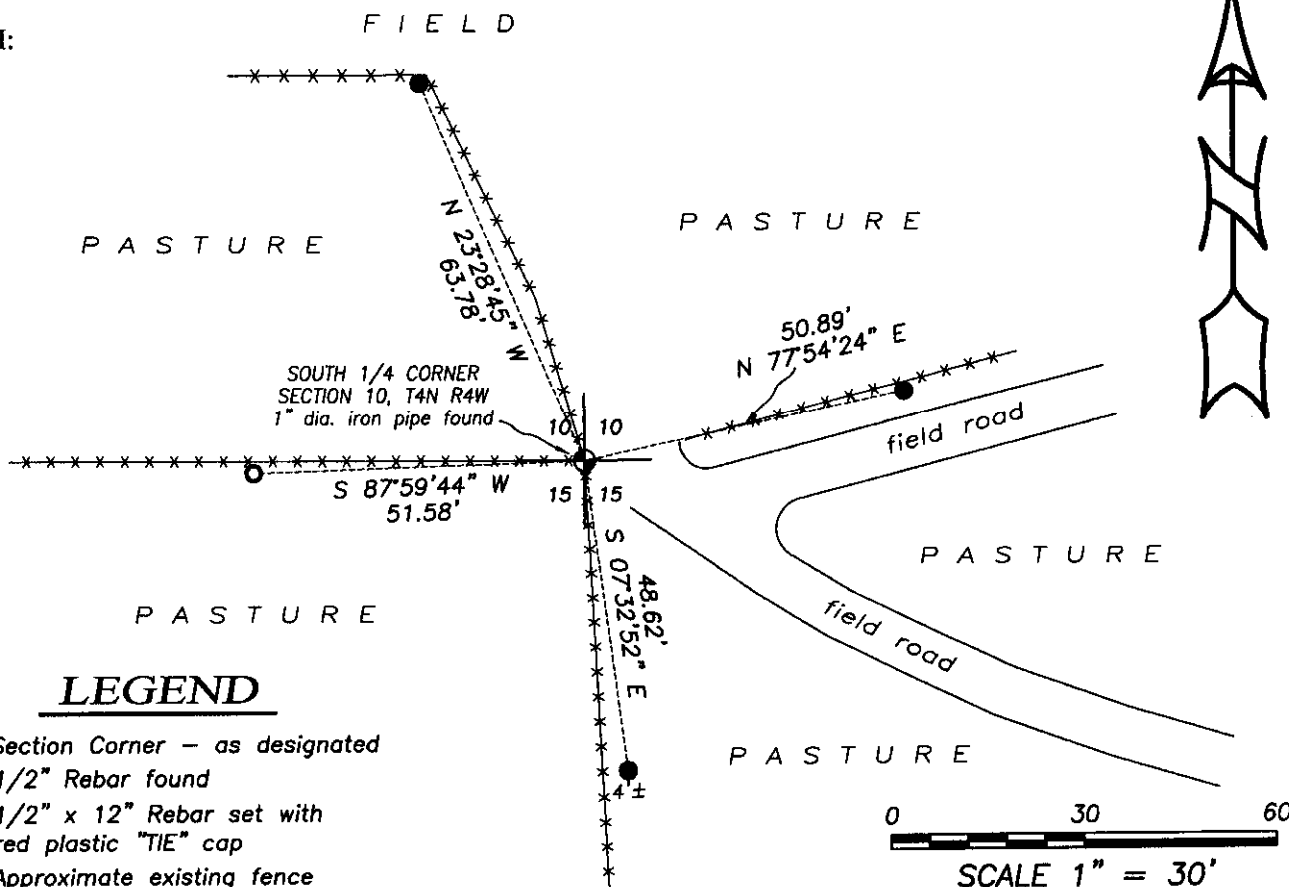 FIELD
PASTURE
PASTURE
N 23°28'45" W
63.78'
50.89'
N 77°54'24" E
SOUTH 1/4 CORNER
SECTION 10, T4N R4W
1" dia. iron pipe found
10 10
field road
S 87°59'44" W
51.58'
15 15
S 07°32'52" E
48.62'
PASTURE
PASTURE
field road
LEGEND
Section Corner - as designated
1/2" Rebar found
1/2" x 12" Rebar set with
red plastic "TIE" cap
Approximate existing fence
PASTURE
4'±
0 30 60
SCALE 1" = 30'